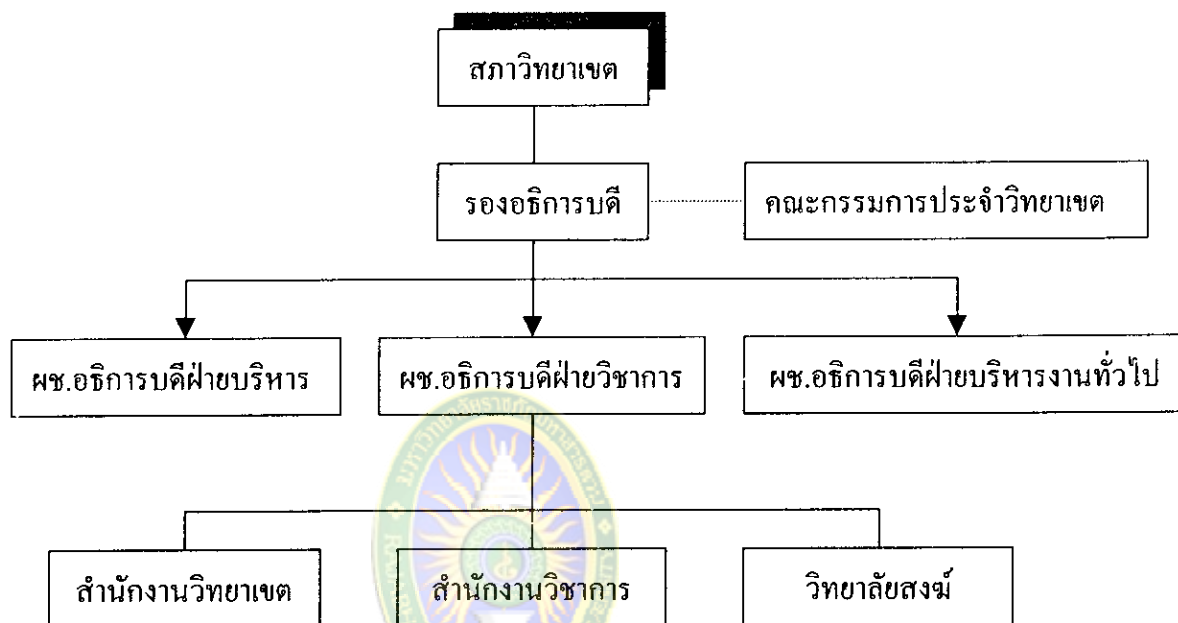 สภาวิทยาเขต
รองอธิการบดี
คณะกรรมการประจำวิทยาเขต
ผช.อธิการบดีฝ่ายบริหาร
ผช.อธิการบดีฝ่ายวิชาการ
ผช.อธิการบดีฝ่ายบริหารงานทั่วไป
สำนักงานวิทยาเขต
สำนักงานวิชาการ
วิทยาลัยสงฆ์